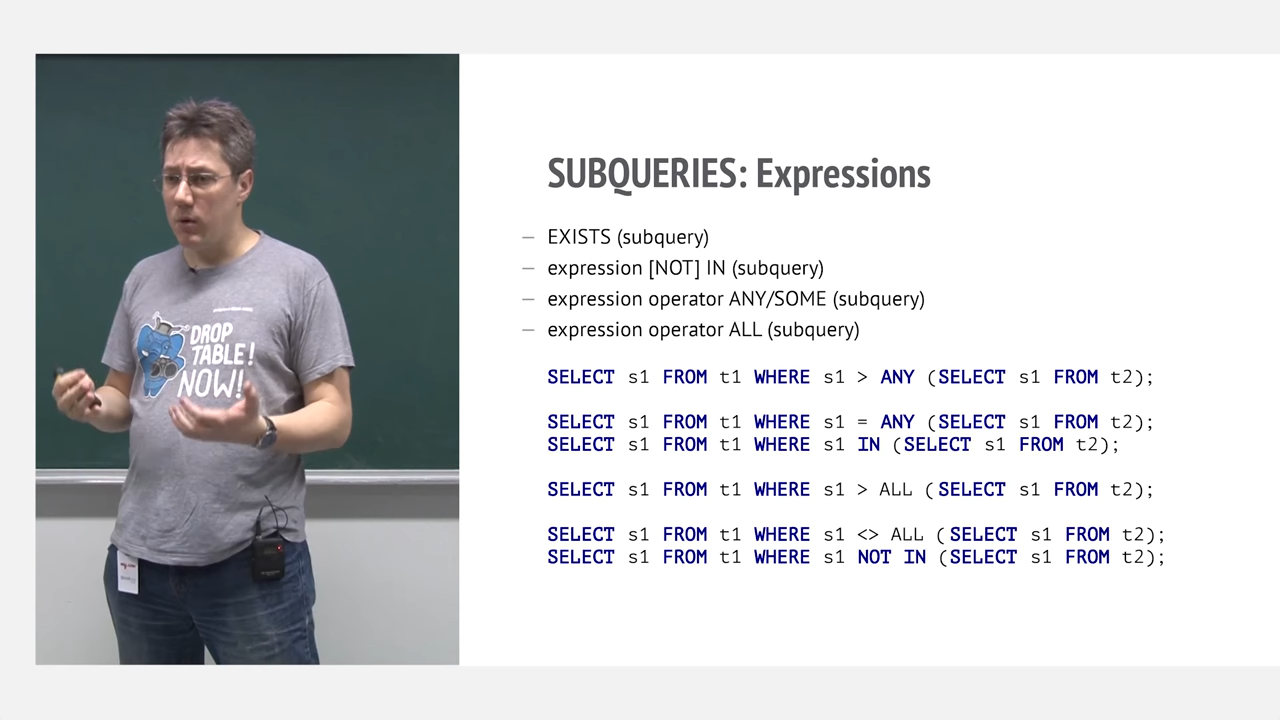 DROP
TABLE!
NOW!
SUBQUERIES: Expressions
– EXISTS (subquery)
– expression [NOT] IN (subquery)
– expression operator ANY/SOME (subquery)
– expression operator ALL (subquery)
SELECT s1 FROM t1 WHERE s1 > ANY (SELECT s1 FROM t2);
SELECT s1 FROM t1 WHERE s1 = ANY (SELECT s1 FROM t2);
SELECT s1 FROM t1 WHERE s1 IN (SELECT s1 FROM t2);
SELECT s1 FROM t1 WHERE s1 > ALL (SELECT s1 FROM t2);
SELECT s1 FROM t1 WHERE s1 <> ALL (SELECT s1 FROM t2);
SELECT s1 FROM t1 WHERE s1 NOT IN (SELECT s1 FROM t2);